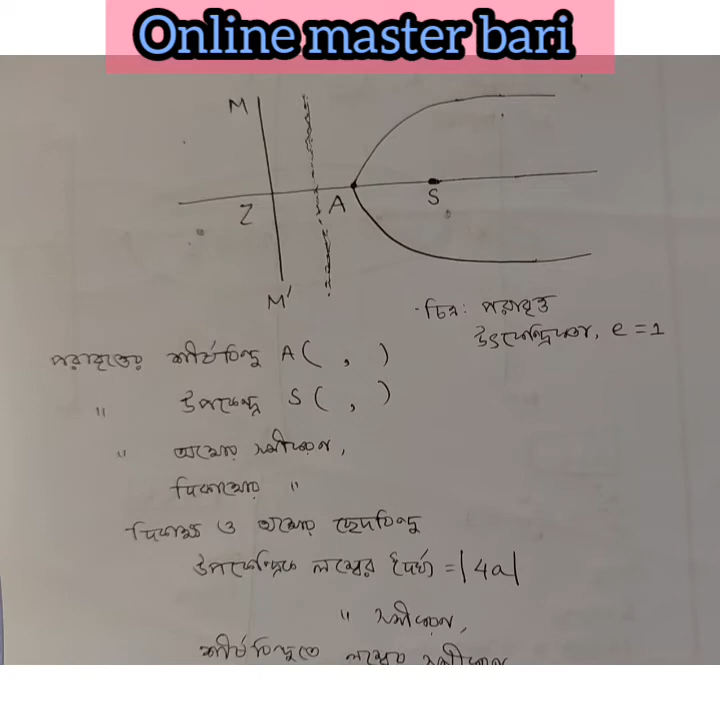 Online master bari
M
Z
A
S
M'
চিত্র: পরাবৃত্ত
উৎকেন্দ্রিকতা, e = 1
পরাবৃত্তের শীর্ষবিন্দু A( , )
" উপকেন্দ্র S( , )
" অক্ষের সমীকরণ,
দিকাক্ষের "
দিকাক্ষ ও অক্ষের ছেদবিন্দু
উপকেন্দ্রিক লম্বের দৈর্ঘ্য = |4a|
" সমীকরণ,
শীর্ষবিন্দুতে লম্বের সমীকরণ